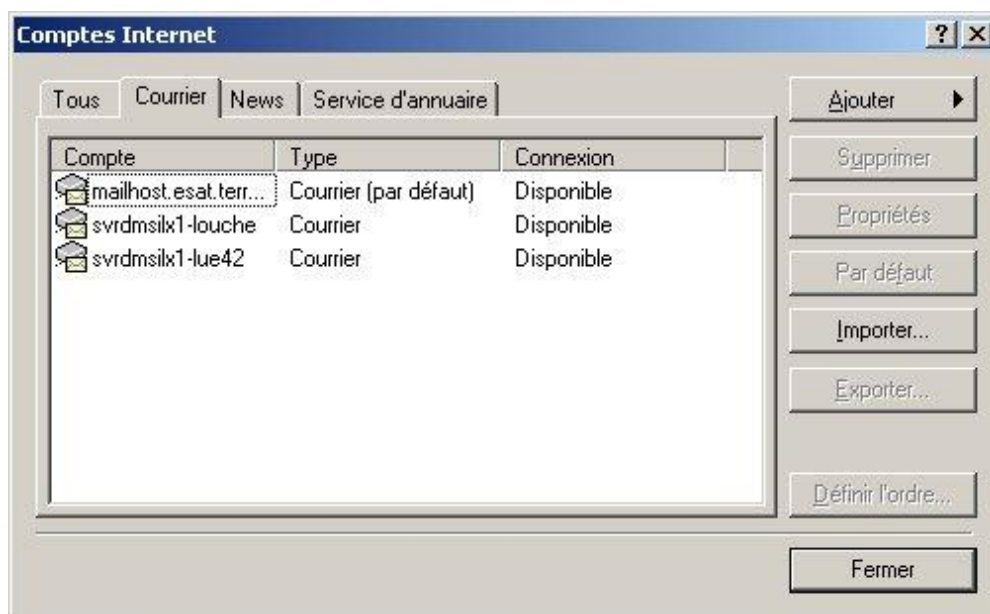 Comptes Internet
Tous Courrier News Service d'annuaire
Compte Type Connexion
mailhost.esat.terr... Courrier (par défaut) Disponible
svrdmsilx1-louche Courrier Disponible
svrdmsilx1-lue42 Courrier Disponible
Ajouter
Supprimer
Propriétés
Par défaut
Importer...
Exporter...
Définir l'ordre...
Fermer